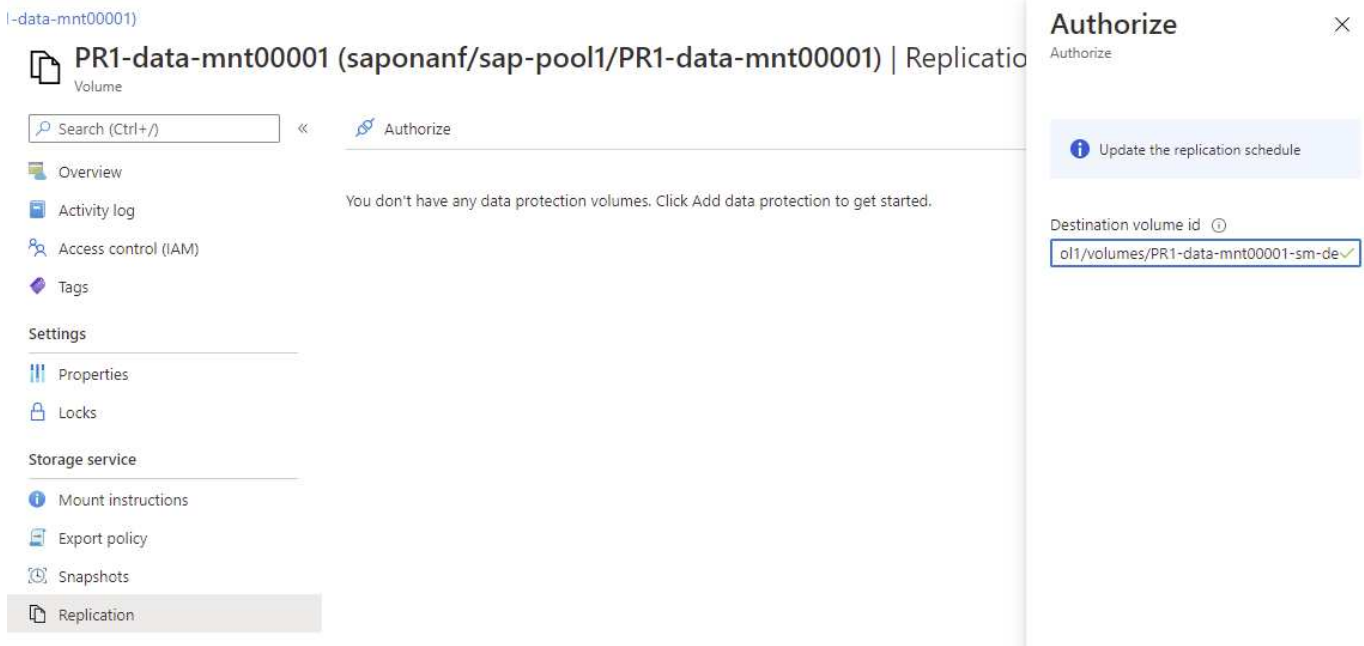 l-data-mnt00001)
PR1-data-mnt00001 (saponanf/sap-pool1/PR1-data-mnt00001) | Replicatio
Volume
Search (Ctrl+/)
«
Overview
Activity log
Access control (IAM)
Tags
Settings
Properties
Locks
Storage service
Mount instructions
Export policy
Snapshots
Replication
Authorize
You don't have any data protection volumes. Click Add data protection to get started.
Authorize
Authorize
Update the replication schedule
Destination volume id
ol1/volumes/PR1-data-mnt00001-sm-de